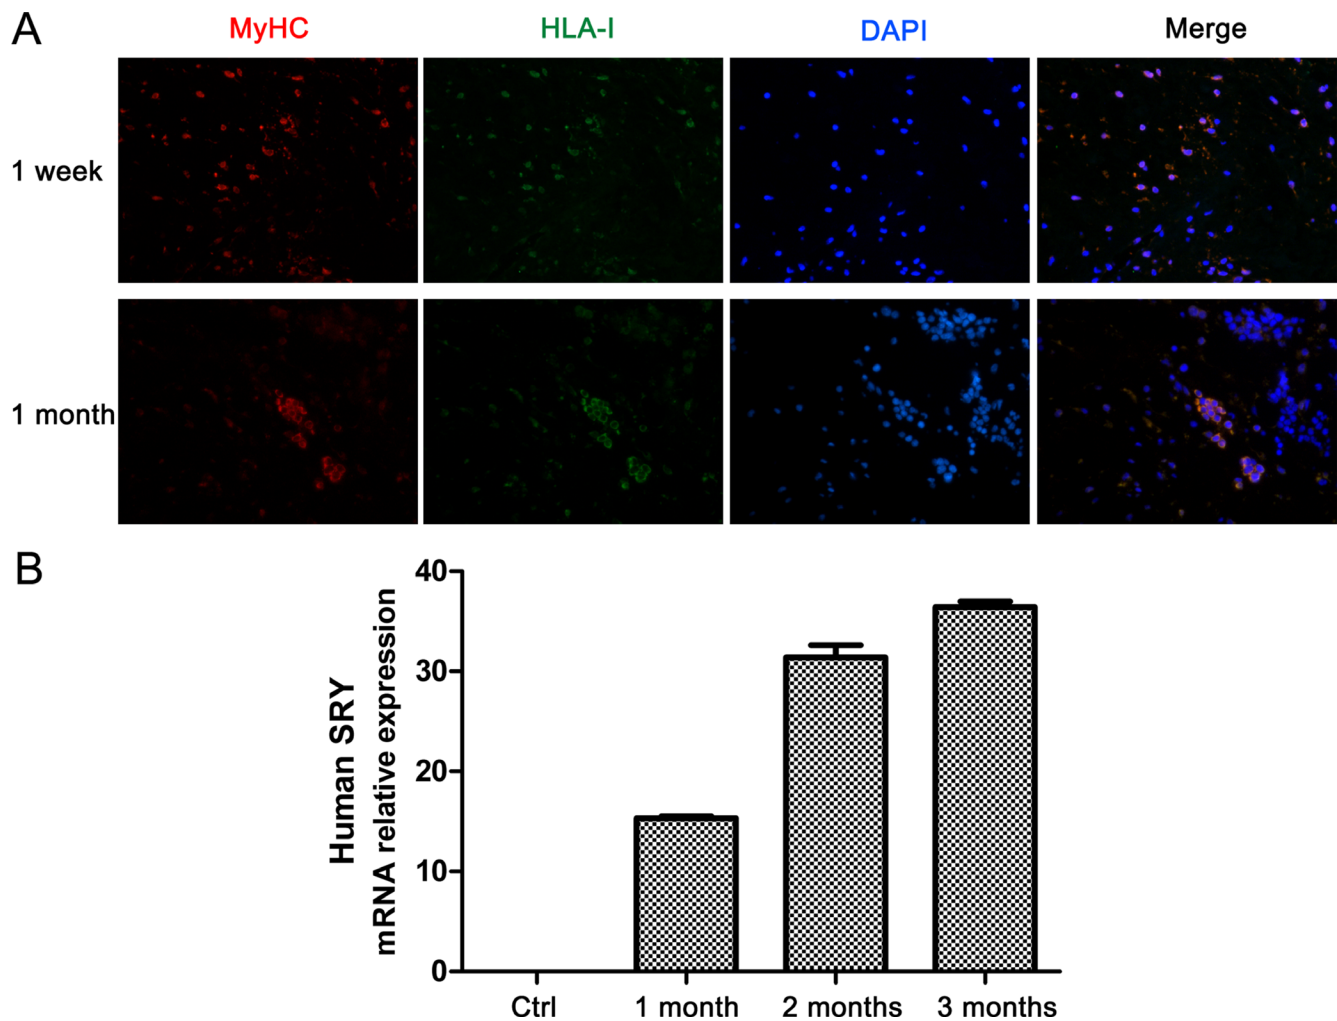 A
MyHC
HLA-I
DAPI
Merge
1 week
1 month
B
Human SRY
mRNA relative expression
40
30
20
10
0
Ctrl
1 month
2 months
3 months